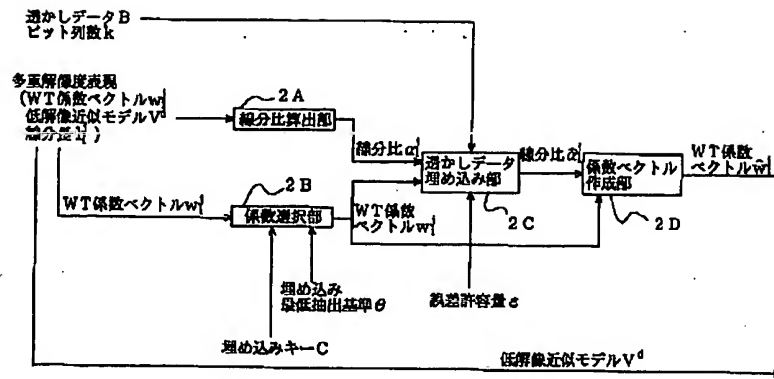 透かしデータB
ビット列数k
多重解像度表現
(WT係数ベクトルw
低解像近似モデルV^d
2A
線分比算出部
線分比α
線分比α̂
WT係数
ベクトルŵ
透かしデータ
埋め込み部
係数ベクトル
作成部
2B
WT係数ベクトルw
係数選択部
WT係数
ベクトルw
2C
2D
埋め込み
最低抽出基準θ
誤差許容量ε
埋め込みキーC
低解像近似モデルV^d